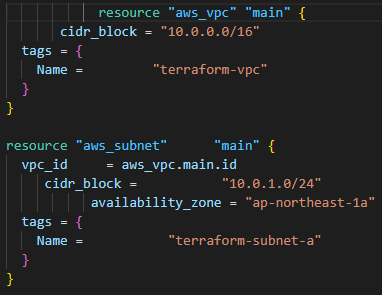 resource "aws_vpc" "main" {
cidr_block = "10.0.0.0/16"
tags = {
Name = "terraform-vpc"
}
}
resource "aws_subnet" "main" {
vpc_id = aws_vpc.main.id
cidr_block = "10.0.1.0/24"
availability_zone = "ap-northeast-1a"
tags = {
Name = "terraform-subnet-a"
}
}